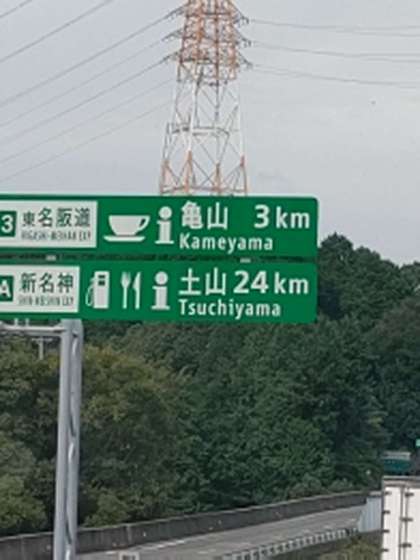 3 東名阪道 亀山 3km
HIGASHI-MEIHAN EXP Kameyama
A 新名神 土山 24km
SHIN-MEISHIN EXP Tsuchiyama